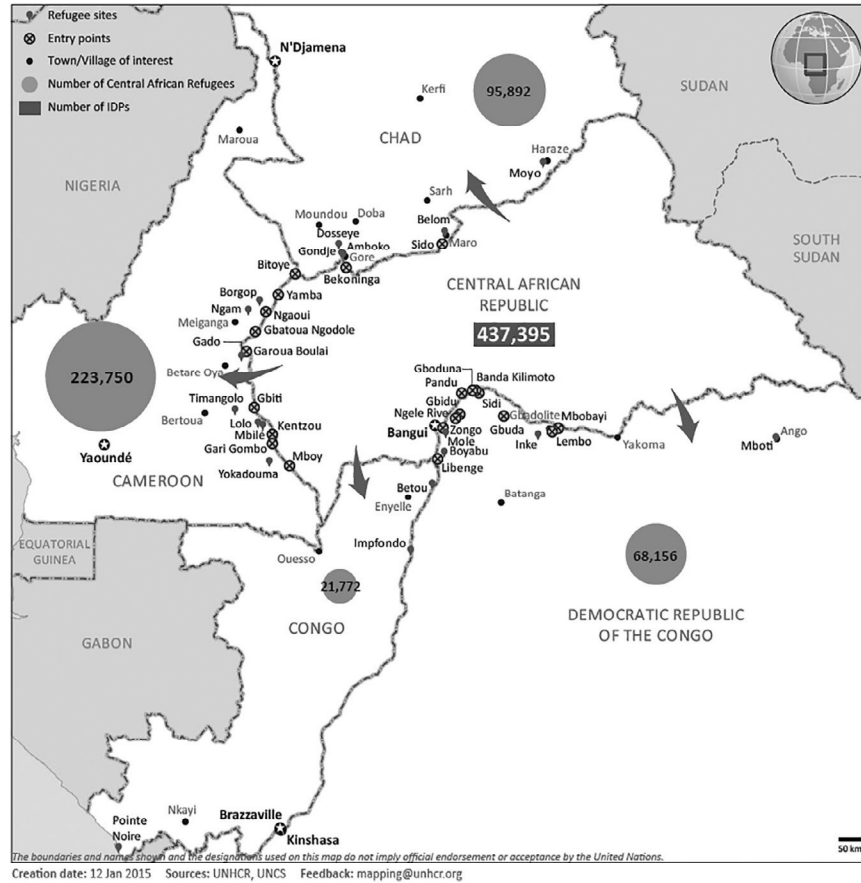 Refugee sites
Entry points
Town/Village of interest
Number of Central African Refugees
Number of IDPs
N'Djamena
95,892
SUDAN
Kerfi
CHAD
Maroua
Haraze
Moyo
NIGERIA
Sarh
SOUTH
SUDAN
Moundou
Doba
Belom
Dosseye
Gondje
Amboko
Gore
Sido
Maro
Bitoye
Bekoninga
CENTRAL AFRICAN
REPUBLIC
437,395
Borgop
Yamba
Ngam
Ngaoui
Meiganga
Gbatoua Ngodole
Gado
Garoua Boulai
223,750
Betare Oya
Gboduna
Banda Kilimoto
Pandu
Sidi
Timangolo
Gbiti
Gbidu
Ngele River
Gbadolite
Mbobayi
Bertoua
Lolo
Kentzou
Bangui
Zongo
Gbuda
Ango
Mbile
Mole
Inke
Lembo
Yakoma
Mboti
Yaoundé
Gari Gombo
Mboy
Boyabu
Libenge
CAMEROON
Yokadouma
Betou
Enyelle
Batanga
EQUATORIAL
GUINEA
Ouesso
Impfondo
68,156
21,772
CONGO
DEMOCRATIC REPUBLIC
OF THE CONGO
GABON
Nkayi
Brazzaville
Pointe
Noire
Kinshasa
50 km
The boundaries and names shown and the designations used on this map do not imply official endorsement or acceptance by the United Nations.
Creation date: 12 Jan 2015 Sources: UNHCR, UNCS Feedback: mapping@unhcr.org